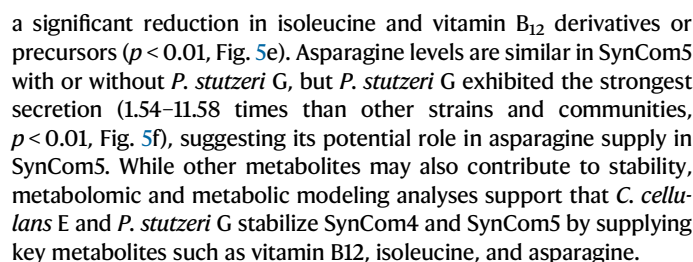 a significant reduction in isoleucine and vitamin B₁₂ derivatives or
precursors (p < 0.01, Fig. 5e). Asparagine levels are similar in SynCom5
with or without P. stutzeri G, but P. stutzeri G exhibited the strongest
secretion (1.54–11.58 times than other strains and communities,
p < 0.01, Fig. 5f), suggesting its potential role in asparagine supply in
SynCom5. While other metabolites may also contribute to stability,
metabolomic and metabolic modeling analyses support that C. cellu-
lans E and P. stutzeri G stabilize SynCom4 and SynCom5 by supplying
key metabolites such as vitamin B12, isoleucine, and asparagine.